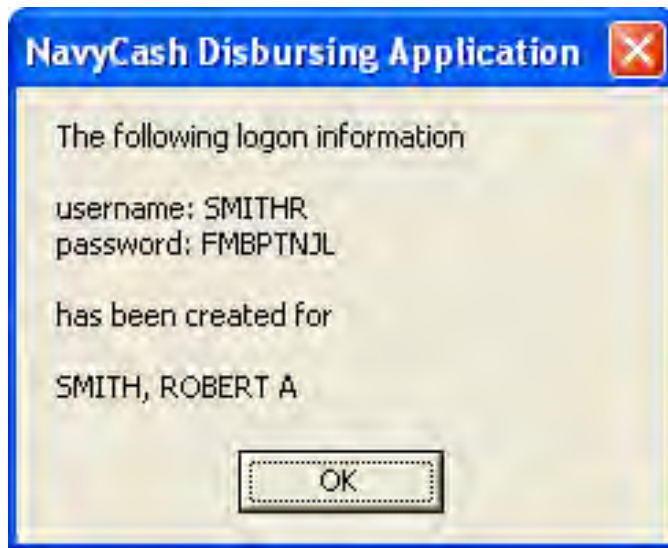 NavyCash Disbursing Application
The following logon information
username: SMITHR
password: FMBPTNJL
has been created for
SMITH, ROBERT A
OK